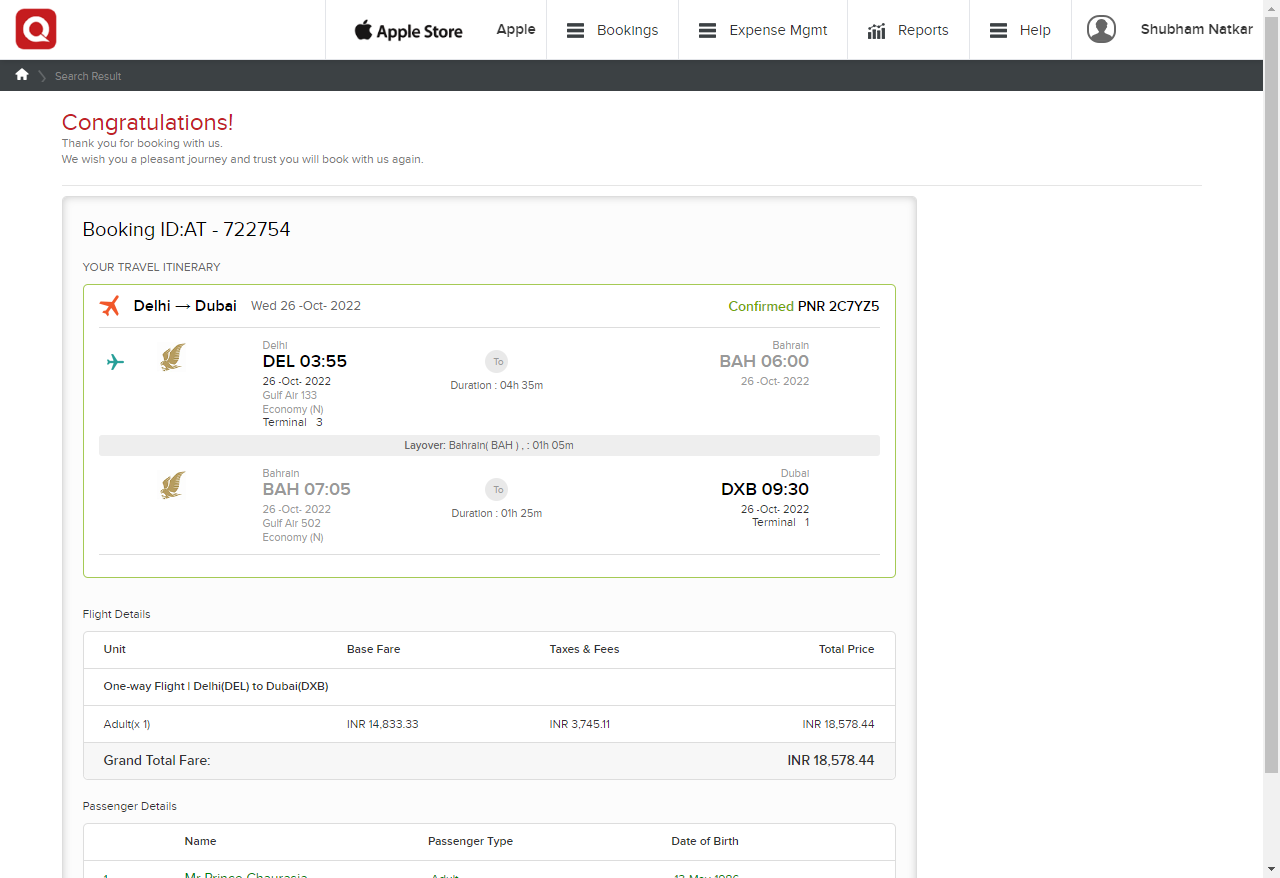 Apple Store
Apple
Bookings
Expense Mgmt
Reports
Help
Shubham Natkar
Search Result
Congratulations!
Thank you for booking with us.
We wish you a pleasant journey and trust you will book with us again.
Booking ID:AT - 722754
YOUR TRAVEL ITINERARY
Delhi → Dubai Wed 26 -Oct- 2022 Confirmed PNR 2C7YZ5
Delhi
DEL 03:55
26 -Oct- 2022
Gulf Air 133
Economy (N)
Terminal 3
To
Duration : 04h 35m
Bahrain
BAH 06:00
26 -Oct- 2022
Layover: Bahrain( BAH ) , : 01h 05m
Bahrain
BAH 07:05
26 -Oct- 2022
Gulf Air 502
Economy (N)
To
Duration : 01h 25m
Dubai
DXB 09:30
26 -Oct- 2022
Terminal 1
Flight Details
Unit Base Fare Taxes & Fees Total Price
One-way Flight | Delhi(DEL) to Dubai(DXB)
Adult(x 1) INR 14,833.33 INR 3,745.11 INR 18,578.44
Grand Total Fare: INR 18,578.44
Passenger Details
Name Passenger Type Date of Birth
1 Mr Prince Chaurasia Adult 13 May 1986